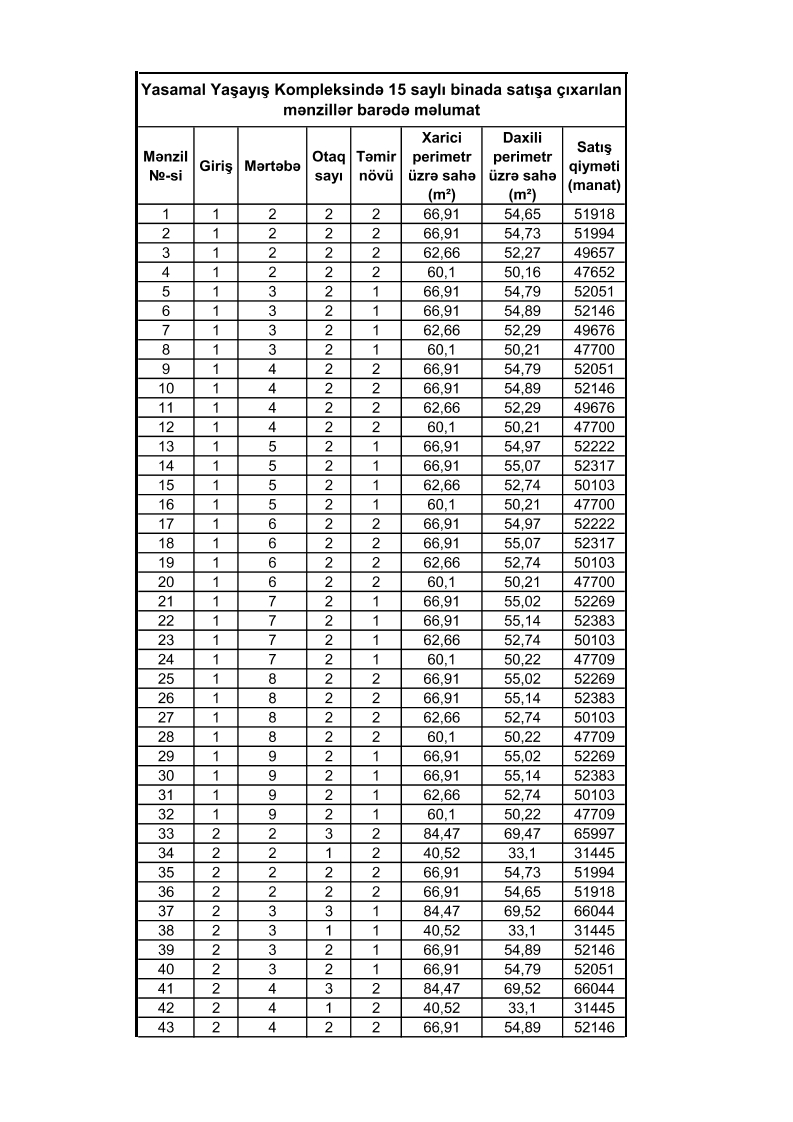 Yasamal Yaşayış Kompleksində 15 saylı binada satışa çıxarılan
mənzillər barədə məlumat
Mənzil №-si Giriş Mərtəbə Otaq sayı Təmir növü Xarici perimetr üzrə sahə (m²) Daxili perimetr üzrə sahə (m²) Satış qiyməti (manat)
1 1 2 2 2 66,91 54,65 51918
2 1 2 2 2 66,91 54,73 51994
3 1 2 2 2 62,66 52,27 49657
4 1 2 2 2 60,1 50,16 47652
5 1 3 2 1 66,91 54,79 52051
6 1 3 2 1 66,91 54,89 52146
7 1 3 2 1 62,66 52,29 49676
8 1 3 2 1 60,1 50,21 47700
9 1 4 2 2 66,91 54,79 52051
10 1 4 2 2 66,91 54,89 52146
11 1 4 2 2 62,66 52,29 49676
12 1 4 2 2 60,1 50,21 47700
13 1 5 2 1 66,91 54,97 52222
14 1 5 2 1 66,91 55,07 52317
15 1 5 2 1 62,66 52,74 50103
16 1 5 2 1 60,1 50,21 47700
17 1 6 2 2 66,91 54,97 52222
18 1 6 2 2 66,91 55,07 52317
19 1 6 2 2 62,66 52,74 50103
20 1 6 2 2 60,1 50,21 47700
21 1 7 2 1 66,91 55,02 52269
22 1 7 2 1 66,91 55,14 52383
23 1 7 2 1 62,66 52,74 50103
24 1 7 2 1 60,1 50,22 47709
25 1 8 2 2 66,91 55,02 52269
26 1 8 2 2 66,91 55,14 52383
27 1 8 2 2 62,66 52,74 50103
28 1 8 2 2 60,1 50,22 47709
29 1 9 2 1 66,91 55,02 52269
30 1 9 2 1 66,91 55,14 52383
31 1 9 2 1 62,66 52,74 50103
32 1 9 2 1 60,1 50,22 47709
33 2 2 3 2 84,47 69,47 65997
34 2 2 1 2 40,52 33,1 31445
35 2 2 2 2 66,91 54,73 51994
36 2 2 2 2 66,91 54,65 51918
37 2 3 3 1 84,47 69,52 66044
38 2 3 1 1 40,52 33,1 31445
39 2 3 2 1 66,91 54,89 52146
40 2 3 2 1 66,91 54,79 52051
41 2 4 3 2 84,47 69,52 66044
42 2 4 1 2 40,52 33,1 31445
43 2 4 2 2 66,91 54,89 52146